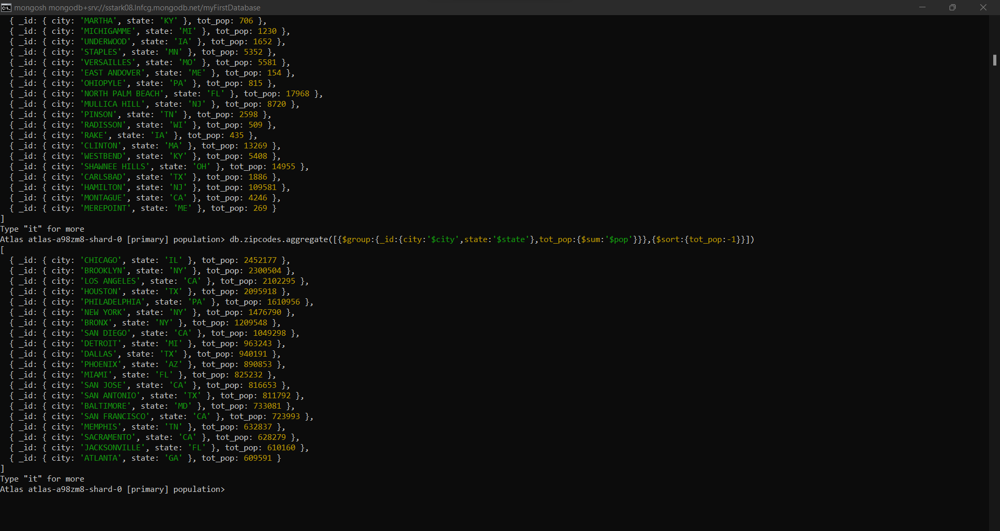 mongosh mongodb+srv://sstark08.lnfcg.mongodb.net/myFirstDatabase
{ _id: { city: 'MARTHA', state: 'KY' }, tot_pop: 706 },
{ _id: { city: 'MICHIGAMME', state: 'MI' }, tot_pop: 1230 },
{ _id: { city: 'UNDERWOOD', state: 'IA' }, tot_pop: 1652 },
{ _id: { city: 'STAPLES', state: 'MN' }, tot_pop: 5352 },
{ _id: { city: 'VERSAILLES', state: 'MO' }, tot_pop: 5581 },
{ _id: { city: 'EAST ANDOVER', state: 'ME' }, tot_pop: 154 },
{ _id: { city: 'OHIOPYLE', state: 'PA' }, tot_pop: 815 },
{ _id: { city: 'NORTH PALM BEACH', state: 'FL' }, tot_pop: 17968 },
{ _id: { city: 'MULLICA HILL', state: 'NJ' }, tot_pop: 8720 },
{ _id: { city: 'PINSON', state: 'TN' }, tot_pop: 2598 },
{ _id: { city: 'RADISSON', state: 'WI' }, tot_pop: 509 },
{ _id: { city: 'RAKE', state: 'IA' }, tot_pop: 435 },
{ _id: { city: 'CLINTON', state: 'MA' }, tot_pop: 13269 },
{ _id: { city: 'WESTBEND', state: 'KY' }, tot_pop: 5408 },
{ _id: { city: 'SHAWNEE HILLS', state: 'OH' }, tot_pop: 14955 },
{ _id: { city: 'CARLSBAD', state: 'TX' }, tot_pop: 1886 },
{ _id: { city: 'HAMILTON', state: 'NJ' }, tot_pop: 109581 },
{ _id: { city: 'MONTAGUE', state: 'CA' }, tot_pop: 4246 },
{ _id: { city: 'MEREPOINT', state: 'ME' }, tot_pop: 269 }
]
Type "it" for more
Atlas atlas-a98zm8-shard-0 [primary] population> db.zipcodes.aggregate([{$group:{_id:{city:'$city',state:'$state'},tot_pop:{$sum:'$pop'}}},{$sort:{tot_pop:-1}}])
[
{ _id: { city: 'CHICAGO', state: 'IL' }, tot_pop: 2452177 },
{ _id: { city: 'BROOKLYN', state: 'NY' }, tot_pop: 2300504 },
{ _id: { city: 'LOS ANGELES', state: 'CA' }, tot_pop: 2102295 },
{ _id: { city: 'HOUSTON', state: 'TX' }, tot_pop: 2095918 },
{ _id: { city: 'PHILADELPHIA', state: 'PA' }, tot_pop: 1610956 },
{ _id: { city: 'NEW YORK', state: 'NY' }, tot_pop: 1476790 },
{ _id: { city: 'BRONX', state: 'NY' }, tot_pop: 1209548 },
{ _id: { city: 'SAN DIEGO', state: 'CA' }, tot_pop: 1049298 },
{ _id: { city: 'DETROIT', state: 'MI' }, tot_pop: 963243 },
{ _id: { city: 'DALLAS', state: 'TX' }, tot_pop: 940191 },
{ _id: { city: 'PHOENIX', state: 'AZ' }, tot_pop: 890853 },
{ _id: { city: 'MIAMI', state: 'FL' }, tot_pop: 825232 },
{ _id: { city: 'SAN JOSE', state: 'CA' }, tot_pop: 816653 },
{ _id: { city: 'SAN ANTONIO', state: 'TX' }, tot_pop: 811792 },
{ _id: { city: 'BALTIMORE', state: 'MD' }, tot_pop: 733081 },
{ _id: { city: 'SAN FRANCISCO', state: 'CA' }, tot_pop: 723993 },
{ _id: { city: 'MEMPHIS', state: 'TN' }, tot_pop: 632837 },
{ _id: { city: 'SACRAMENTO', state: 'CA' }, tot_pop: 628279 },
{ _id: { city: 'JACKSONVILLE', state: 'FL' }, tot_pop: 610160 },
{ _id: { city: 'ATLANTA', state: 'GA' }, tot_pop: 609591 }
]
Type "it" for more
Atlas atlas-a98zm8-shard-0 [primary] population>